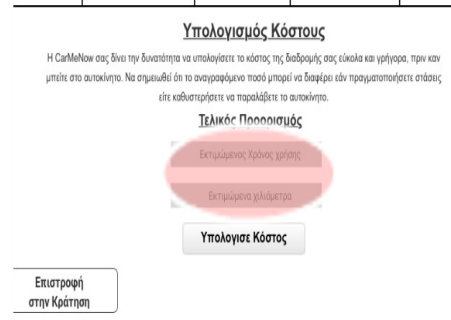 Υπολογισμός Κόστους
Η CarMeNow σας δίνει την δυνατότητα να υπολογίσετε το κόστος της διαδρομής σας εύκολα και γρήγορα, πριν καν
μπείτε στο αυτοκίνητο. Να σημειωθεί ότι το αναγραφόμενο ποσό μπορεί να διαφέρει εάν πραγματοποιήσετε στάσεις
είτε καθυστερήσετε να παραλάβετε το αυτοκίνητο.
Τελικός Προορισμός
Εκτιμώμενος Χρόνος χρήσης
Εκτιμώμενα χιλιόμετρα
Υπολογισε Κόστος
Επιστροφή
στην Κράτηση